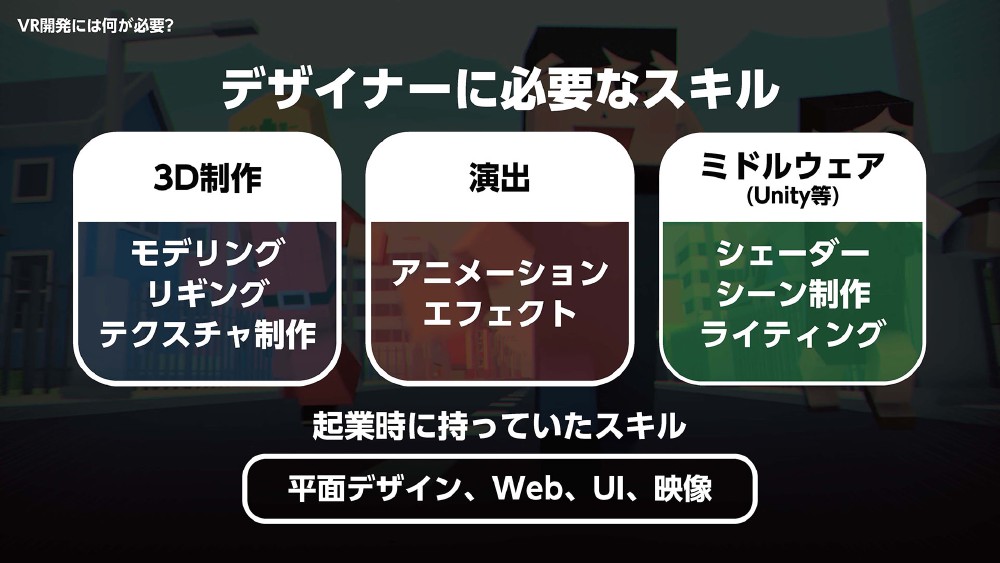 VR開発には何が必要?
デザイナーに必要なスキル
3D制作
モデリング
リギング
テクスチャ制作
演出
アニメーション
エフェクト
ミドルウェア
(Unity等)
シェーダー
シーン制作
ライティング
起業時に持っていたスキル
平面デザイン、Web、UI、映像